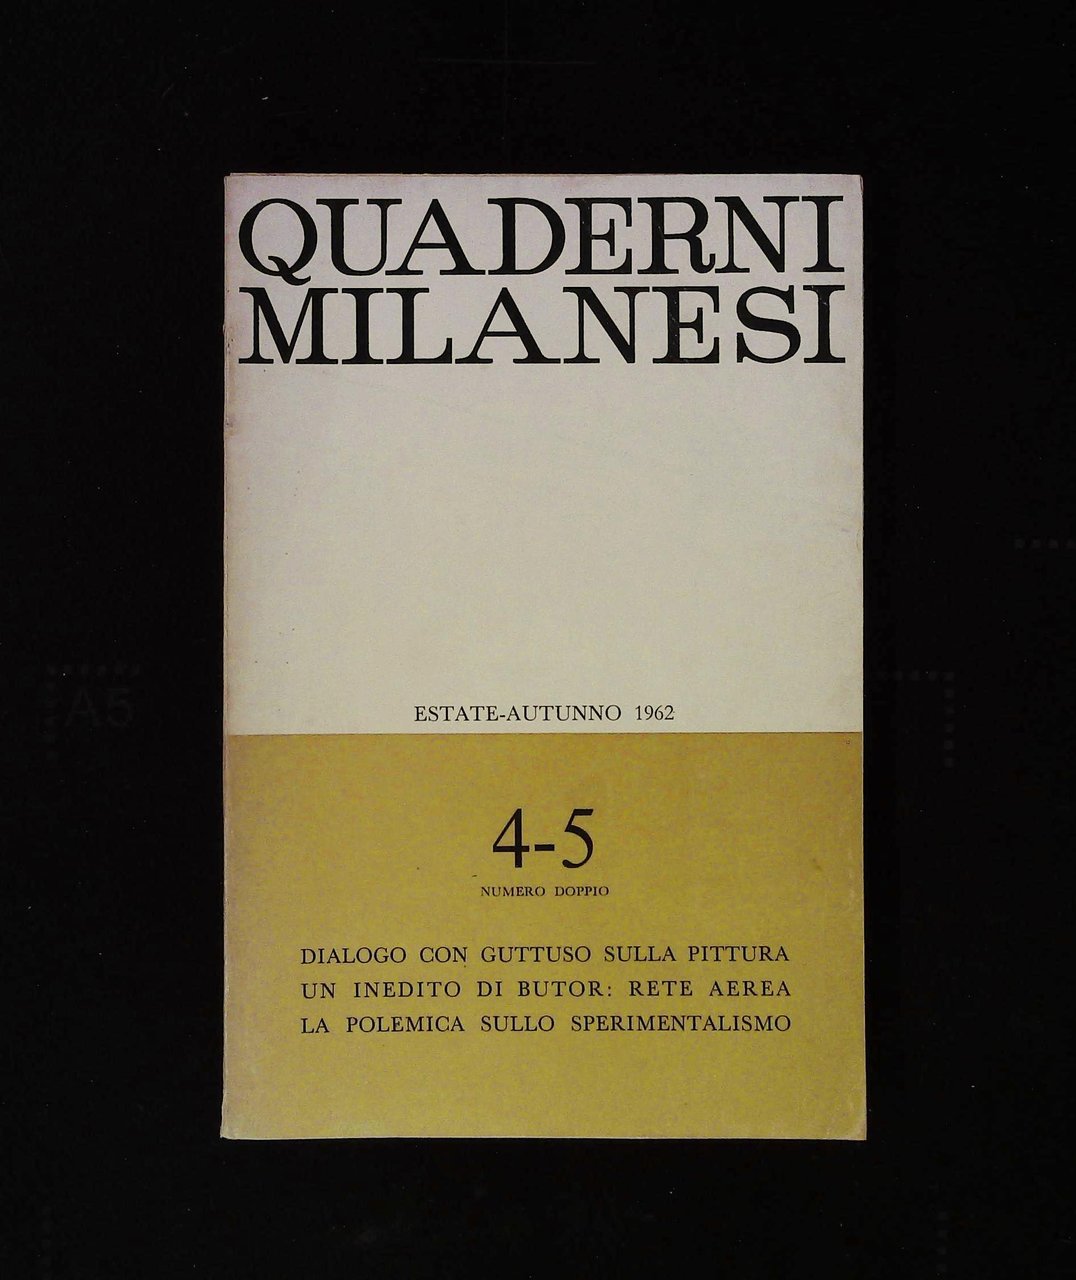 QUADERNI
MILANESI
ESTATE-AUTUNNO 1962
4-5
NUMERO DOPPIO
DIALOGO CON GUTTUSO SULLA PITTURA
UN INEDITO DI BUTOR: RETE AEREA
LA POLEMICA SULLO SPERIMENTALISMO
A5